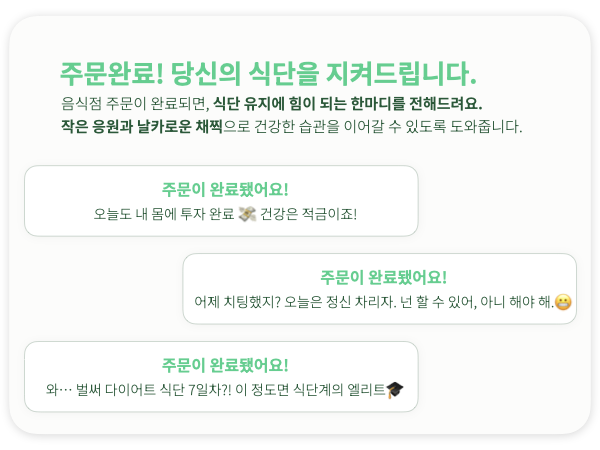 주문완료! 당신의 식단을 지켜드립니다.
음식점 주문이 완료되면, 식단 유지에 힘이 되는 한마디를 전해드려요.
작은 응원과 날카로운 채찍으로 건강한 습관을 이어갈 수 있도록 도와줍니다.
주문이 완료됐어요!
오늘도 내 몸에 투자 완료 💸 건강은 적금이죠!
주문이 완료됐어요!
어제 치팅했지? 오늘은 정신 차리자. 넌 할 수 있어, 아니 해야 해.😬
주문이 완료됐어요!
와… 벌써 다이어트 식단 7일차?! 이 정도면 식단계의 엘리트🎓